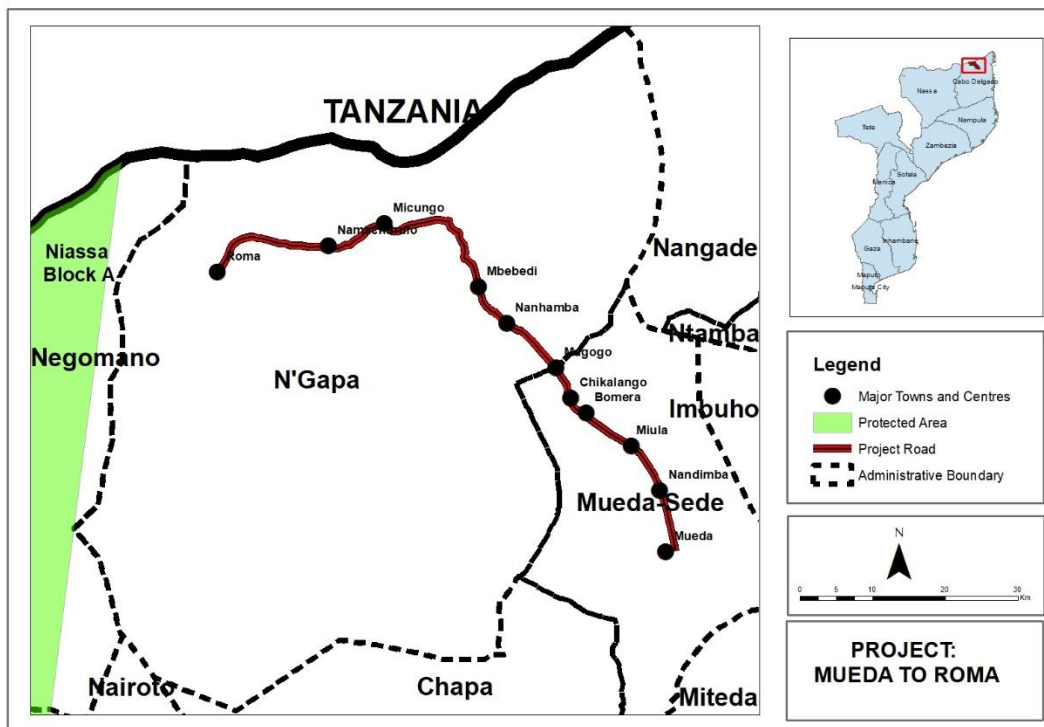 TANZANIA
Micungo
Roma
Niassa
Block A
Nangade
Mbebedi
Nanhamba
Ntamba
Negomano
N'Gapa
Magogo
Chikalango
Bomera
Imbuho
Miula
Nandimba
Mueda-Sede
Mueda
Nairoto
Chapa
Miteda
Cabo Delgado
Nassa
Nampula
Tete
Zambezia
Sofala
Manica
Inhambane
Gaza
Maputo
Maputo City
Legend
Major Towns and Centres
Protected Area
Project Road
Administrative Boundary
N
0 5 10 20 30
Km
PROJECT:
MUEDA TO ROMA